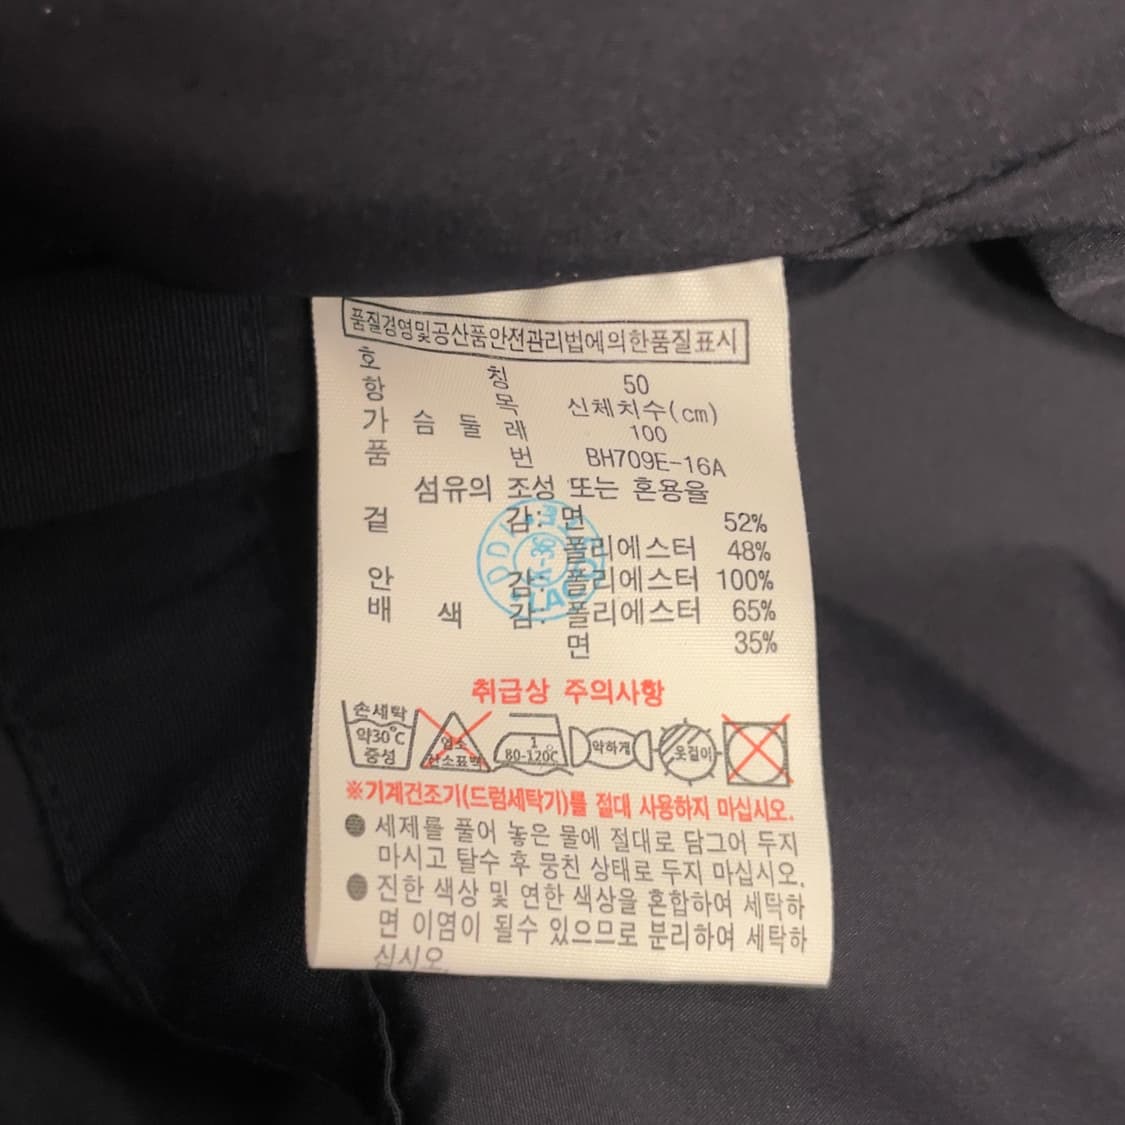 품질경영및공산품안전관리법에의한품질표시
호 칭 50
항 목 신체치수(cm)
가 슴 둘 레 100
품 번 BH709E-16A
섬유의 조성 또는 혼용율
겉 감: 면 52%
폴리에스터 48%
안 감: 폴리에스터 100%
배 색 감: 폴리에스터 65%
면 35%
취급상 주의사항
손세탁
약30℃
중성
염소
산소표백
1
80-120℃
약하게
옷걸이
※기계건조기(드럼세탁기)를 절대 사용하지 마십시오.
세제를 풀어 놓은 물에 절대로 담그어 두지
마시고 탈수 후 뭉친 상태로 두지 마십시오.
진한 색상 및 연한 색상을 혼합하여 세탁하
면 이염이 될수 있으므로 분리하여 세탁하
십시오.